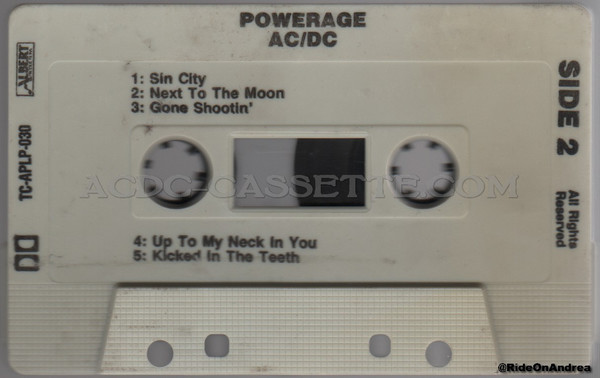 POWERAGE
AC/DC
ALBERT
TC-APLP-030
1: Sin City
2: Next To The Moon
3: Gone Shootin'
SIDE 2
ACDC-CASSETTE.COM
4: Up To My Neck In You
5: Kicked In The Teeth
All Rights
Reserved
@RideOnAndrea